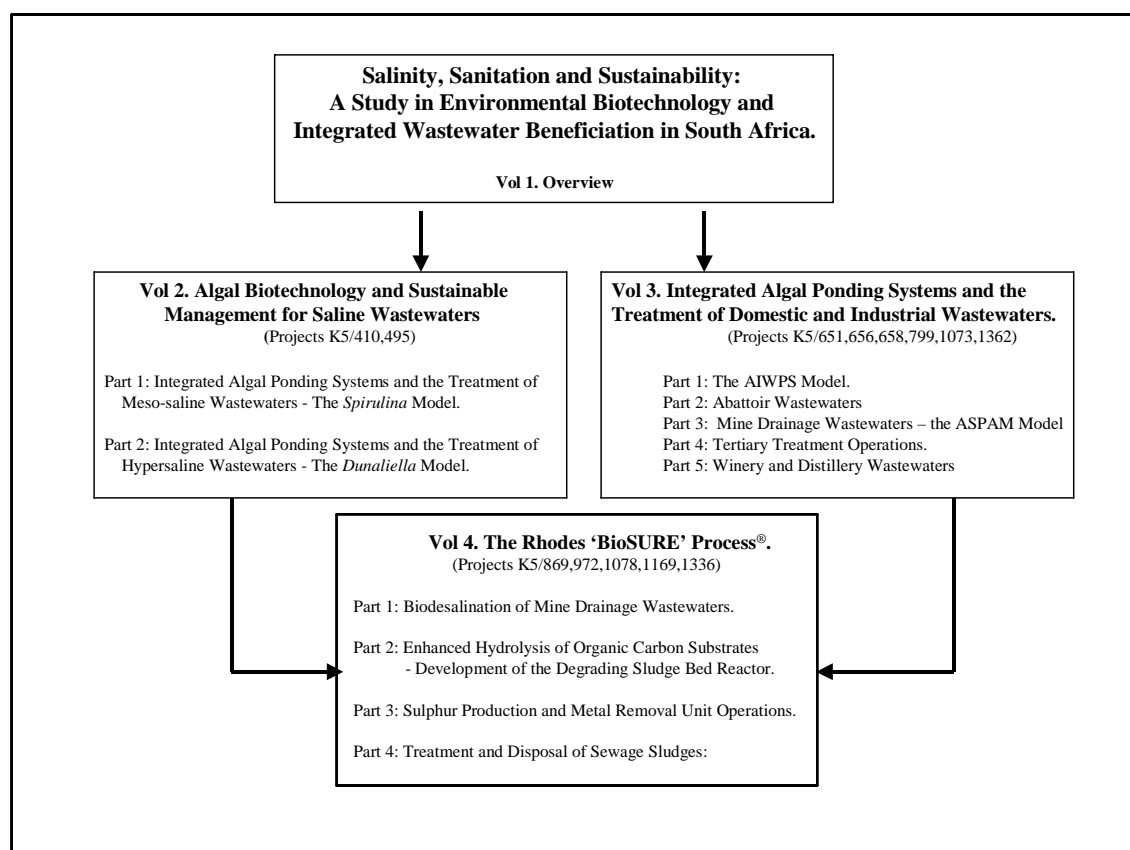 Salinity, Sanitation and Sustainability:
A Study in Environmental Biotechnology and
Integrated Wastewater Beneficiation in South Africa.
Vol 1. Overview
Vol 2. Algal Biotechnology and Sustainable
Management for Saline Wastewaters
(Projects K5/410,495)
Part 1: Integrated Algal Ponding Systems and the Treatment of
Meso-saline Wastewaters - The Spirulina Model.
Part 2: Integrated Algal Ponding Systems and the Treatment of
Hypersaline Wastewaters - The Dunaliella Model.
Vol 3. Integrated Algal Ponding Systems and the
Treatment of Domestic and Industrial Wastewaters.
(Projects K5/651,656,658,799,1073,1362)
Part 1: The AIWPS Model.
Part 2: Abattoir Wastewaters
Part 3: Mine Drainage Wastewaters – the ASPAM Model
Part 4: Tertiary Treatment Operations.
Part 5: Winery and Distillery Wastewaters
Vol 4. The Rhodes ‘BioSURE’ Process®.
(Projects K5/869,972,1078,1169,1336)
Part 1: Biodesalination of Mine Drainage Wastewaters.
Part 2: Enhanced Hydrolysis of Organic Carbon Substrates
- Development of the Degrading Sludge Bed Reactor.
Part 3: Sulphur Production and Metal Removal Unit Operations.
Part 4: Treatment and Disposal of Sewage Sludges: